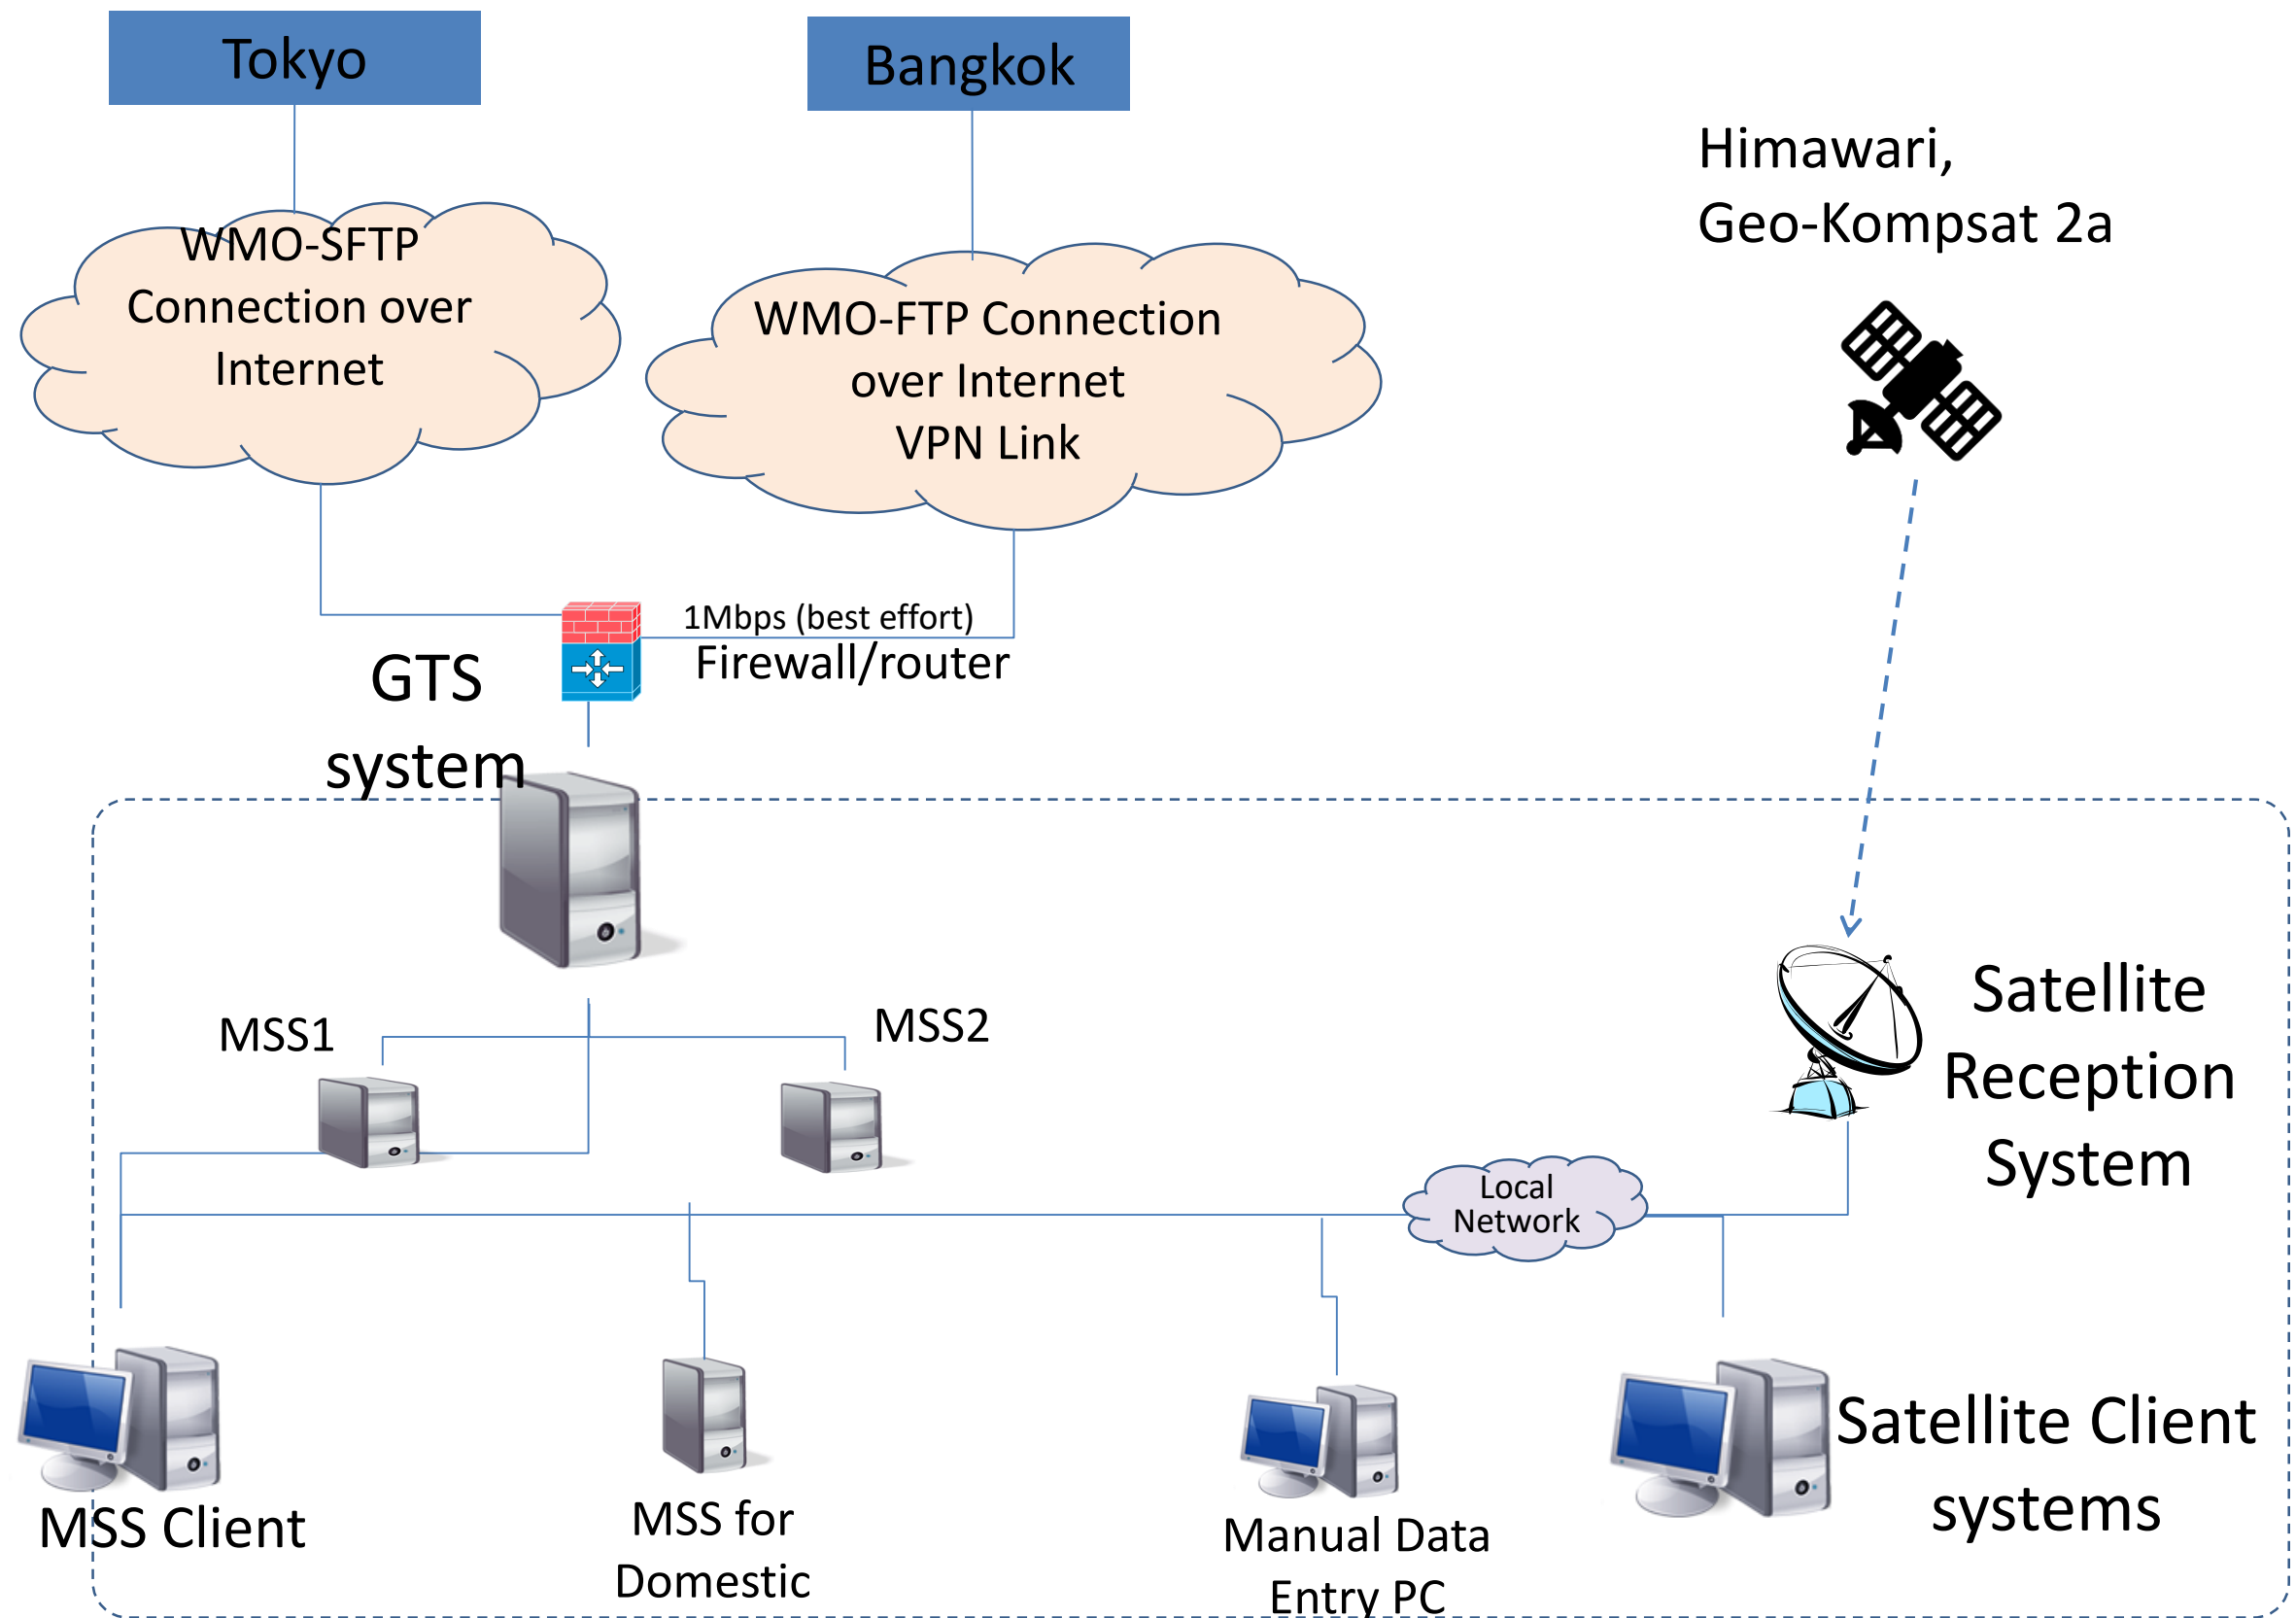 Tokyo
Bangkok
Himawari,
Geo-Kompsat 2a
WMO-SFTP
Connection over
Internet
WMO-FTP Connection
over Internet
VPN Link
1Mbps (best effort)
Firewall/router
GTS
system
MSS1
MSS2
Satellite
Reception
System
Local
Network
MSS Client
MSS for
Domestic
Manual Data
Entry PC
Satellite Client
systems